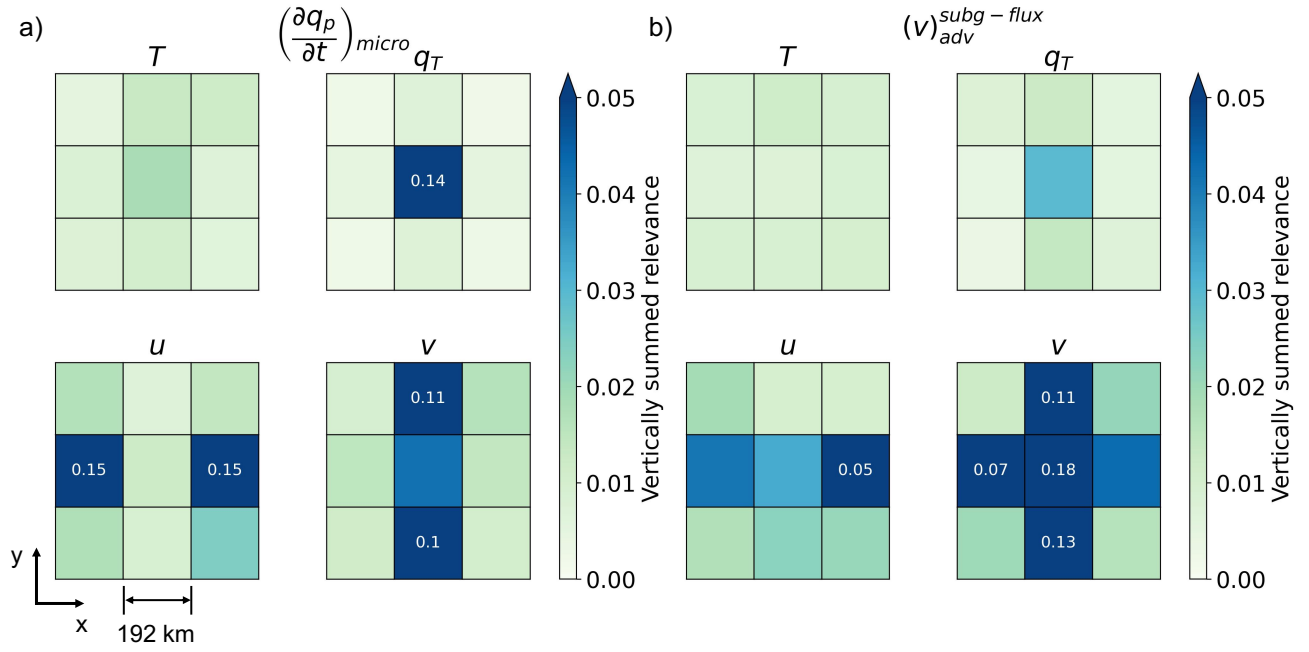 a)
(∂q_p/∂t)_micro
b)
(v)^{subg-flux}_{adv}
T
q_T
T
q_T
0.14
0.05
0.04
0.03
0.02
0.01
0.00
Vertically summed relevance
0.05
0.04
0.03
0.02
0.01
0.00
Vertically summed relevance
u
v
u
v
0.11
0.11
0.15
0.15
0.05
0.07
0.18
0.1
0.13
y
x
192 km